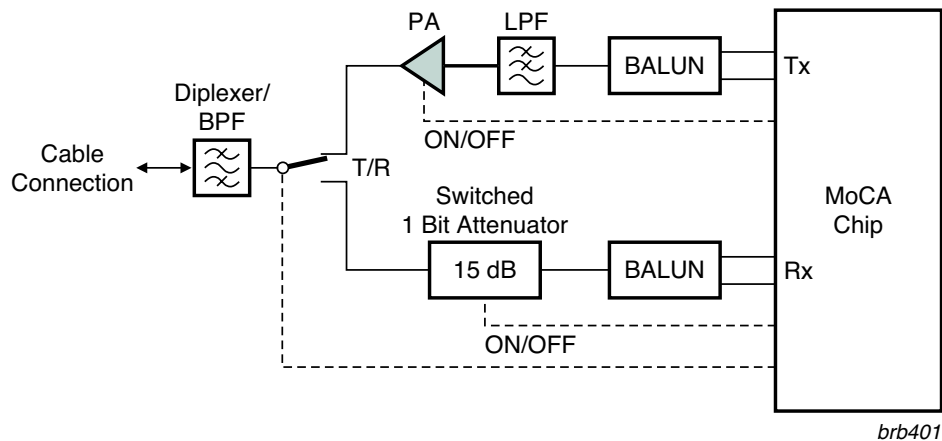 PA
LPF
BALUN
Tx
ON/OFF
Diplexer/
BPF
Cable
Connection
T/R
MoCA
Chip
Switched
1 Bit Attenuator
15 dB
BALUN
Rx
ON/OFF
brb401